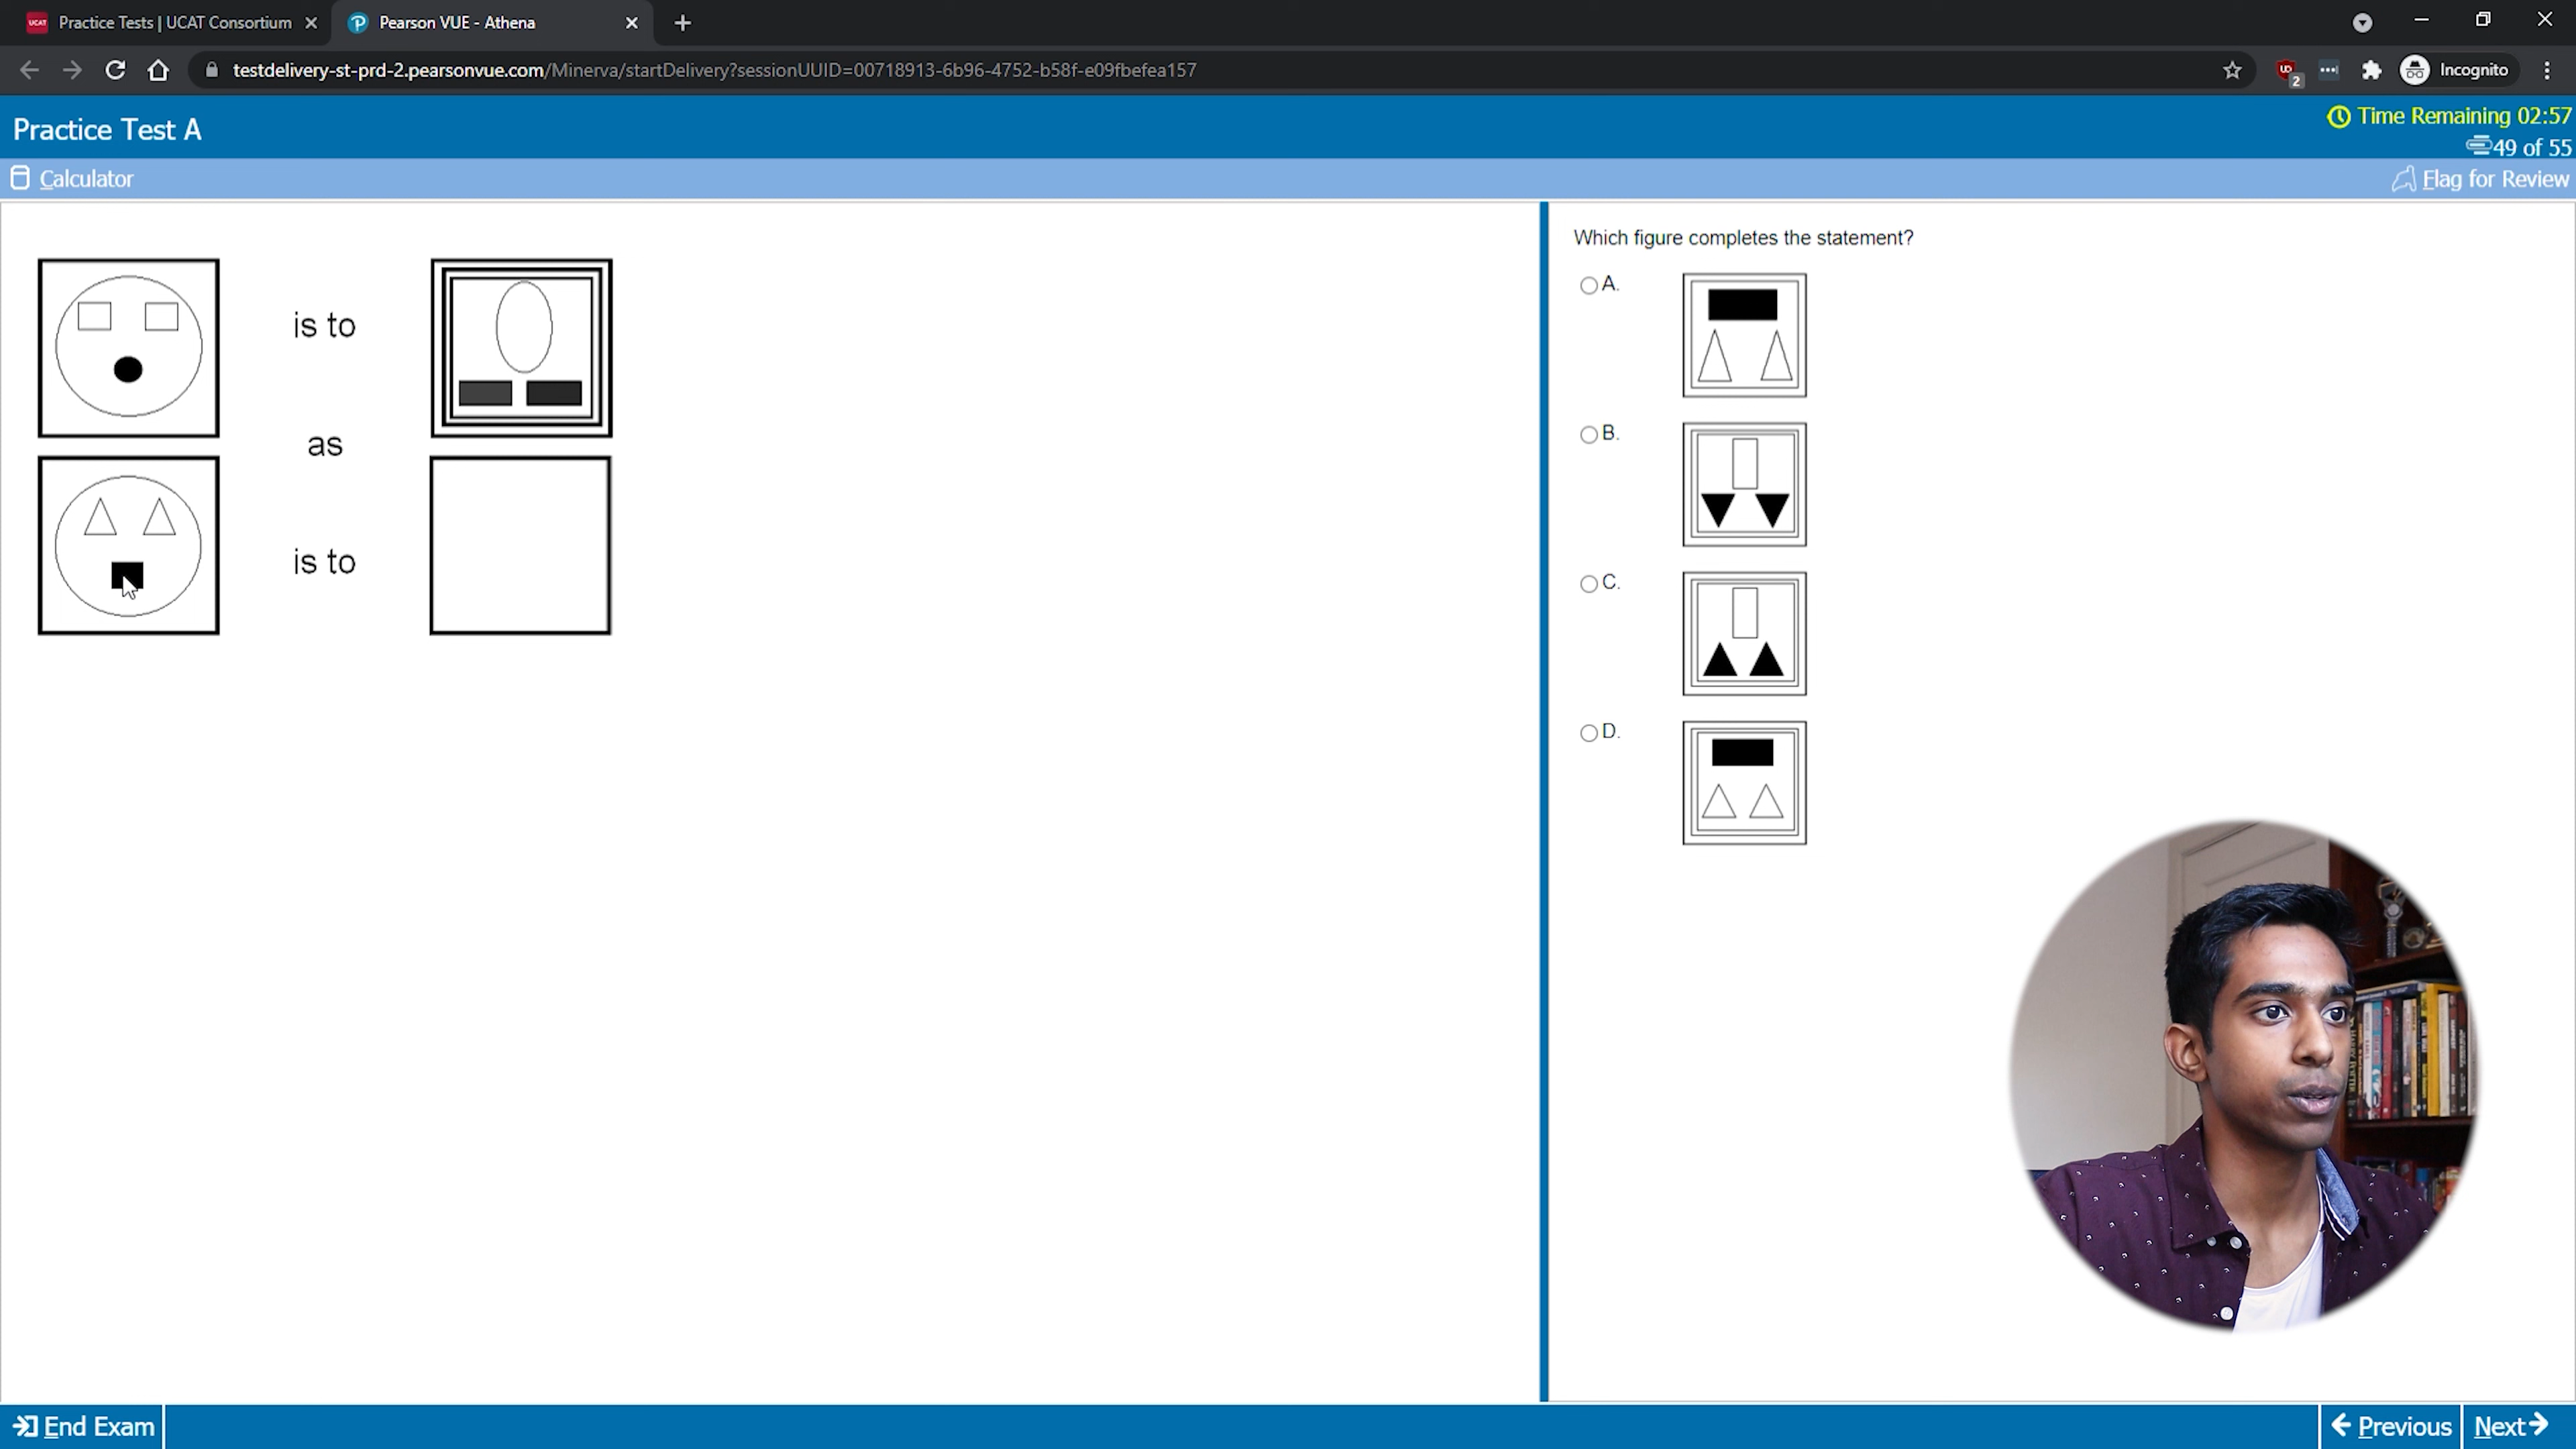 UCAT Practice Tests | UCAT Consortium
Pearson VUE - Athena
testdelivery-st-prd-2.pearsonvue.com/Minerva/startDelivery?sessionUUID=00718913-6b96-4752-b58f-e09fbefea157
2
Incognito
Practice Test A
Time Remaining 02:57
49 of 55
Calculator
Flag for Review
is to
as
is to
Which figure completes the statement?
A.
B.
C.
D.
End Exam
Previous
Next